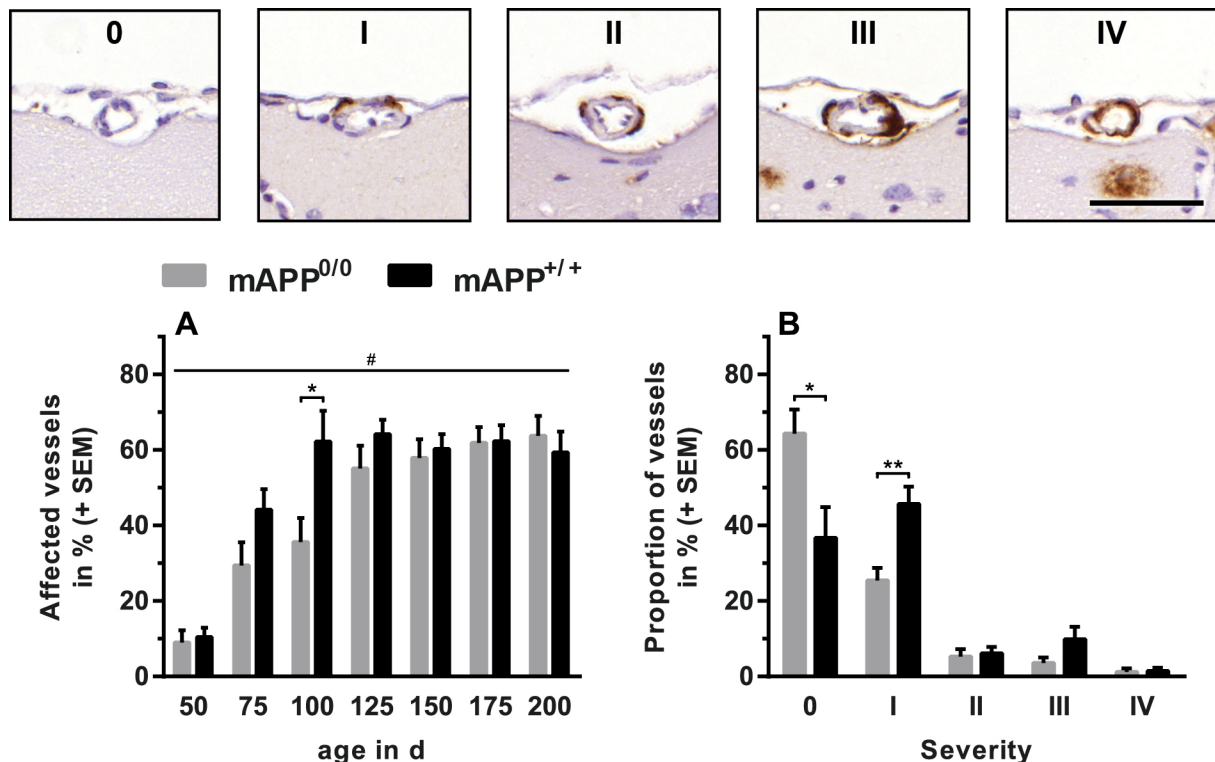 0 I II III IV
mAPP0/0 mAPP+/+
A
Affected vessels
in % (+ SEM)
80
60
40
20
0
#
*
50 75 100 125 150 175 200
age in d
B
Proportion of vessels
in % (+ SEM)
80
60
40
20
0
*
**
0 I II III IV
Severity